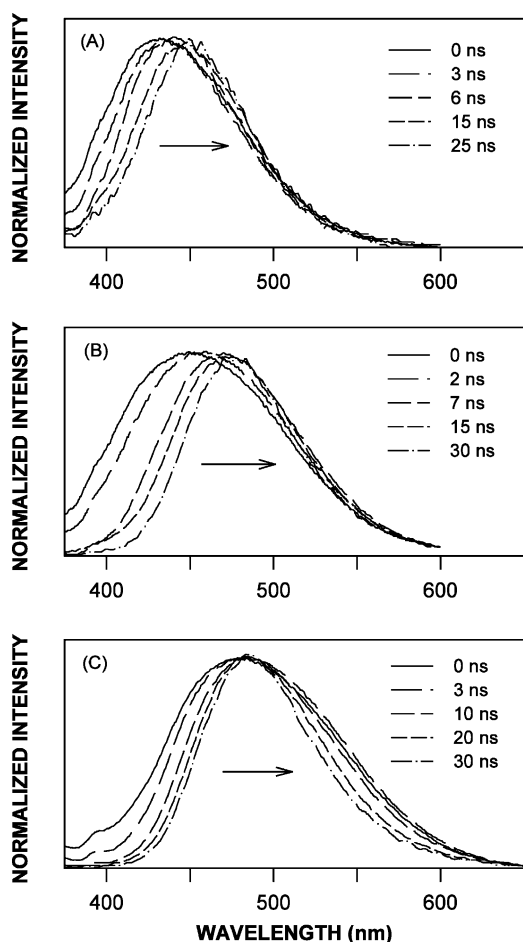 NORMALIZED INTENSITY
(A)
0 ns
3 ns
6 ns
15 ns
25 ns
400 500 600
NORMALIZED INTENSITY
(B)
0 ns
2 ns
7 ns
15 ns
30 ns
400 500 600
NORMALIZED INTENSITY
(C)
0 ns
3 ns
10 ns
20 ns
30 ns
400 500 600
WAVELENGTH (nm)